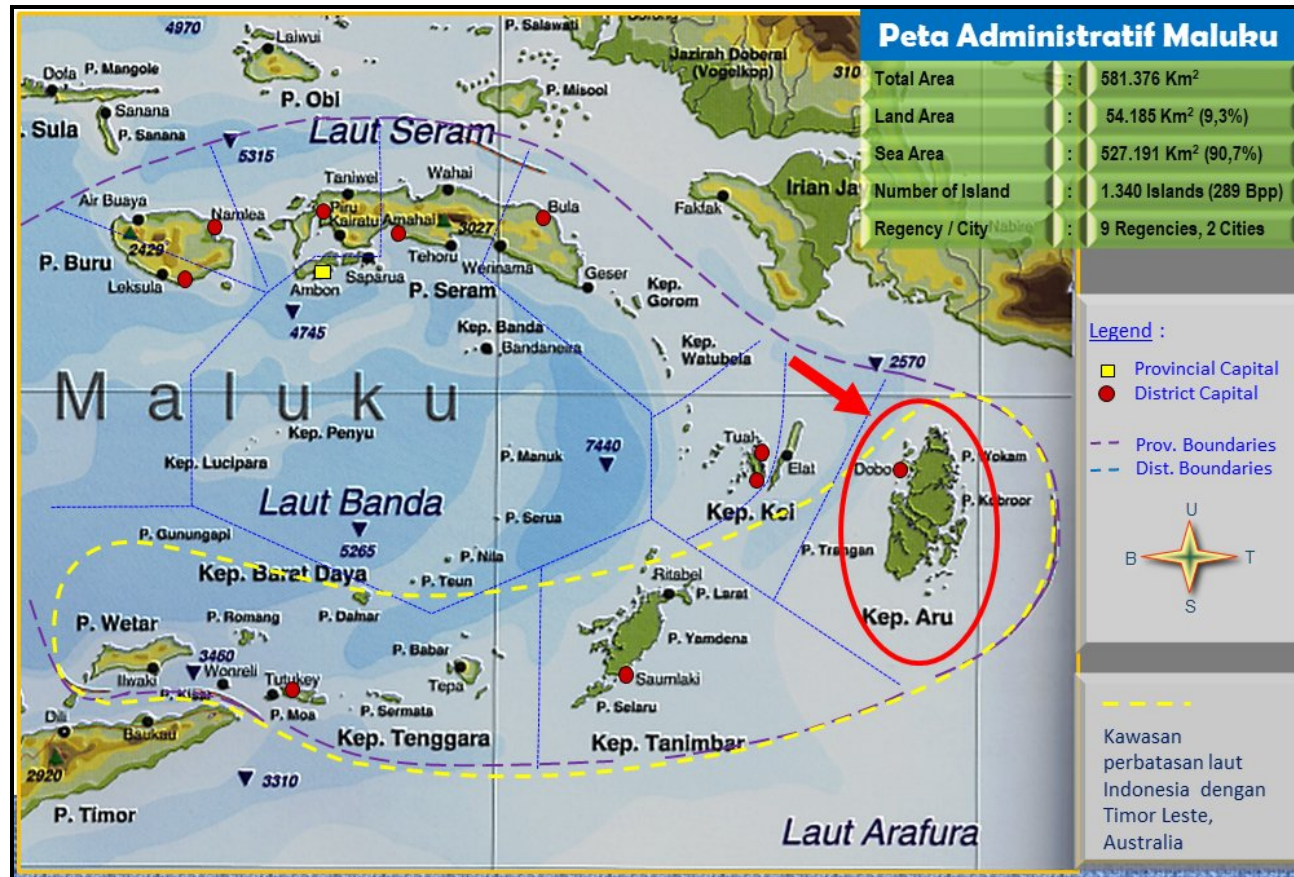 Peta Administratif Maluku
Total Area : 581.376 Km²
Land Area : 54.185 Km² (9,3%)
Sea Area : 527.191 Km² (90,7%)
Number of Island : 1.340 Islands (289 Bpp)
Regency / City : 9 Regencies, 2 Cities
Nabire
4970
Laiwui
P. Salawati
Jazirah Doberai
(Vogelkop)
310
Dofa
P. Mangole
P. Misool
P. Obi
Sanana
. Sula
P. Sanana
Laut Seram
5315
Taniwel
Wahai
Irian Ja
Air Buaya
Namlea
Piru
Kairatu
Amahai
3027
Bula
Fakfak
2429
P. Buru
Tehoru
Werinama
Leksula
Ambon
Saparua
P. Seram
Geser
Kep.
Gorom
4745
Kep. Banda
Bandaneira
Kep.
Watubela
2570
Maluku
Kep. Penyu
Tual
Kep. Lucipara
P. Manuk
7440
Elat
Dobo
P. Wokam
Laut Banda
P. Kobroor
Kep. Kei
P. Serua
P. Gunungapi
5265
P. Nila
P. Trangan
Kep. Barat Daya
P. Teun
Ritabel
P. Larat
Kep. Aru
P. Wetar
P. Romang
P. Damar
P. Yamdena
3460
P. Babar
Ilwaki
Wonreli
Tutukey
Tepa
Saumlaki
P. Kisar
P. Moa
P. Sermata
P. Selaru
Dili
Baukau
Kep. Tenggara
Kep. Tanimbar
2920
3310
P. Timor
Laut Arafura
Legend :
Provincial Capital
District Capital
Prov. Boundaries
Dist. Boundaries
U
B
T
S
Kawasan
perbatasan laut
Indonesia dengan
Timor Leste,
Australia